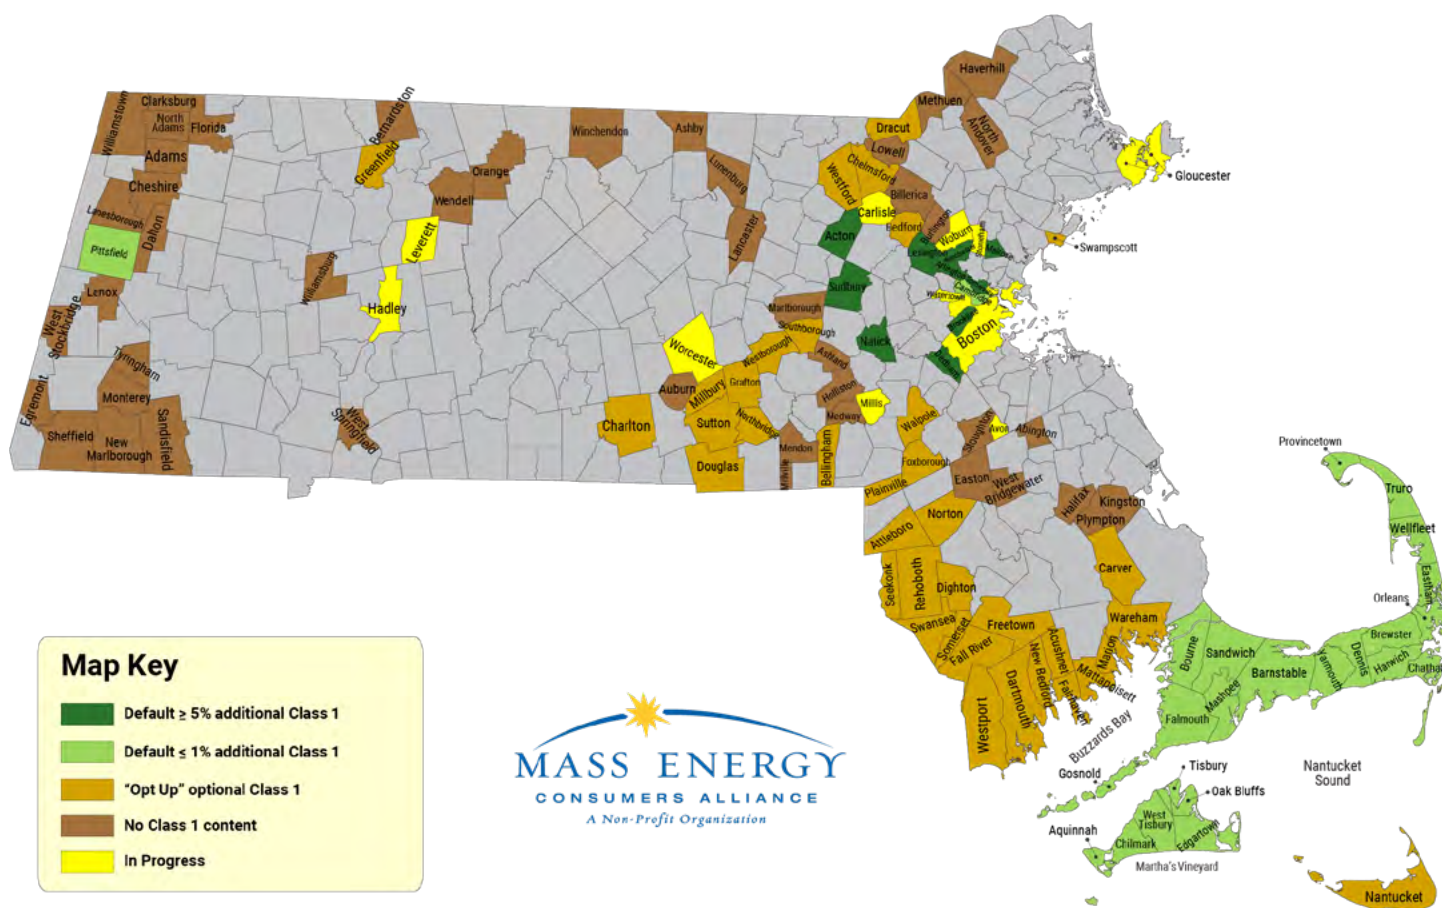 Haverhill
Clarksburg
Bernardston
Methuen
Williamstown
North
Adams
Florida
Winchendon
Ashby
Dracut
North
Andover
Adams
Greenfield
Orange
Lunenburg
Lowell
Chelmsford
Westford
Gloucester
Cheshire
Wendell
Billerica
Carlisle
Lanesborough
Dalton
Leverett
Lancaster
Acton
Bedford
Burlington
Woburn
Swampscott
Pittsfield
Lexington
Williamsburg
Sudbury
Cambridge
Lenox
Hadley
Marlborough
Watertown
West
Stockbridge
Southborough
Brookline
Boston
Worcester
Westborough
Natick
Tyringham
Ashland
Egremont
Monterey
Auburn
Millbury
Grafton
Holliston
Millis
Medway
West
Springfield
Charlton
Sutton
Northbridge
Walpole
Stoughton
Avon
Abington
Sheffield
New
Marlborough
Sandisfield
Mendon
Bellingham
Provincetown
Douglas
Millville
Foxborough
Plainville
Easton
West
Bridgewater
Halifax
Kingston
Plympton
Truro
Norton
Attleboro
Wellfleet
Seekonk
Rehoboth
Dighton
Carver
Eastham
Orleans
Swansea
Somerset
Fall River
Freetown
Acushnet
Wareham
Marion
Mattapoisett
Bourne
Sandwich
Brewster
Dennis
Harwich
Yarmouth
Barnstable
Mashpee
Falmouth
Westport
Dartmouth
New Bedford
Fairhaven
Buzzards Bay
Gosnold
Tisbury
Oak Bluffs
Nantucket
Sound
Aquinnah
West
Tisbury
Chilmark
Edgartown
Martha's Vineyard
Nantucket
Map Key
Default ≥ 5% additional Class 1
Default ≤ 1% additional Class 1
"Opt Up" optional Class 1
No Class 1 content
In Progress
MASS ENERGY
CONSUMERS ALLIANCE
A Non-Profit Organization